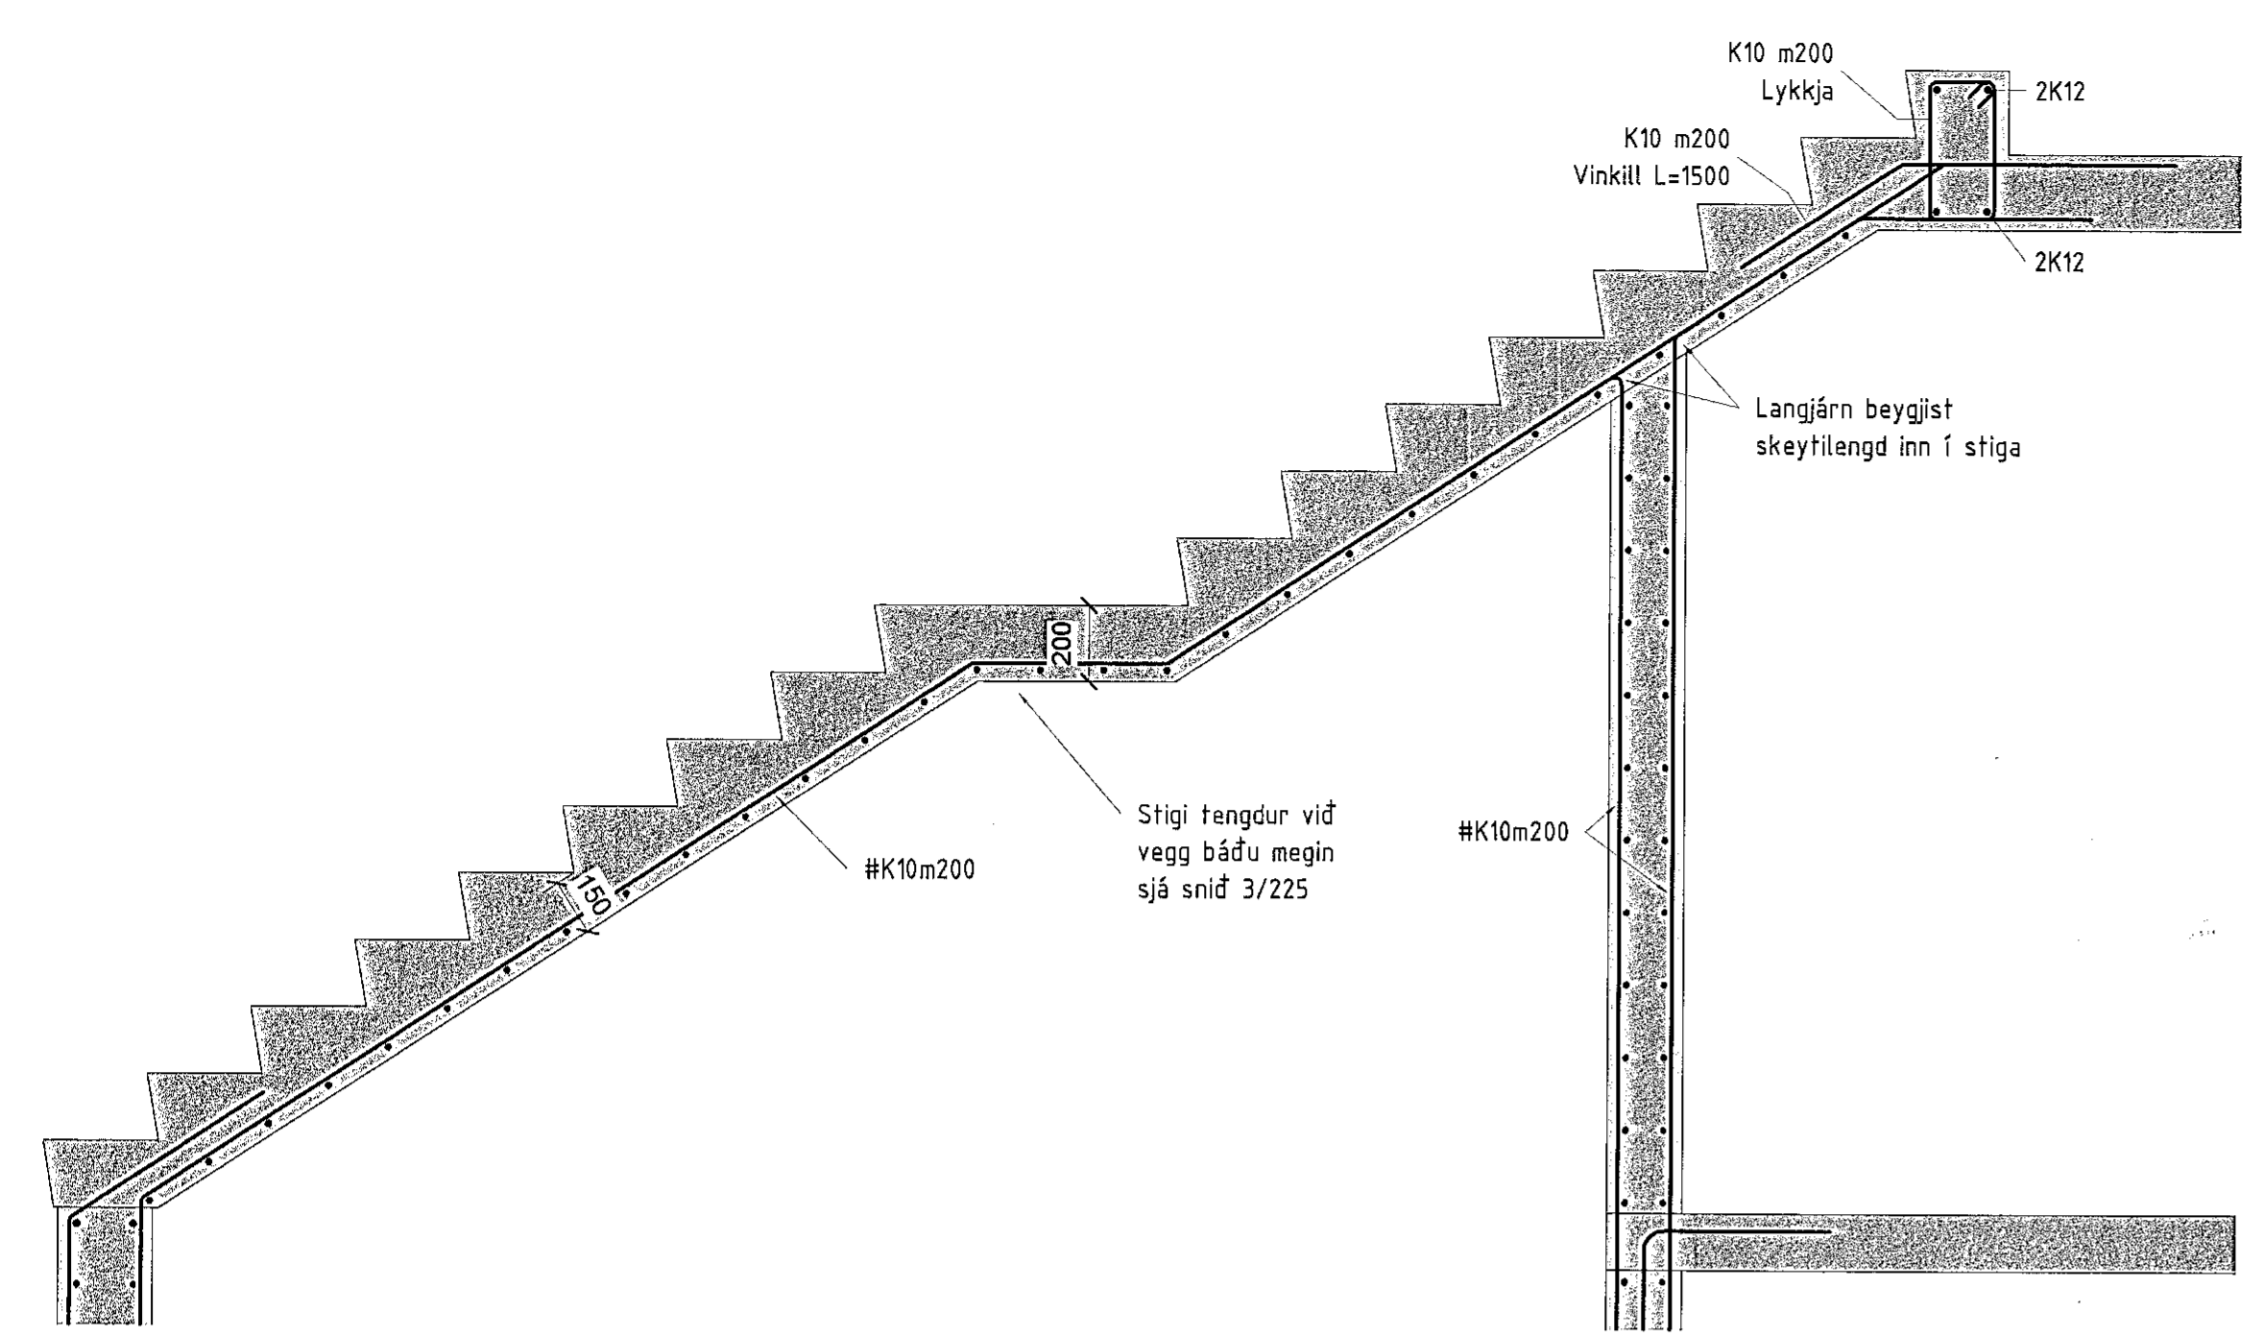 K10 m200
Lykkja
2K12
K10 m200
Vinkill L=1500
2K12
Langjárn beygjist
skeytilengd inn í stiga
200
Stigi tengdur við
vegg báðu megin
sjá snið 3/225
#K10m200
#K10m200
150